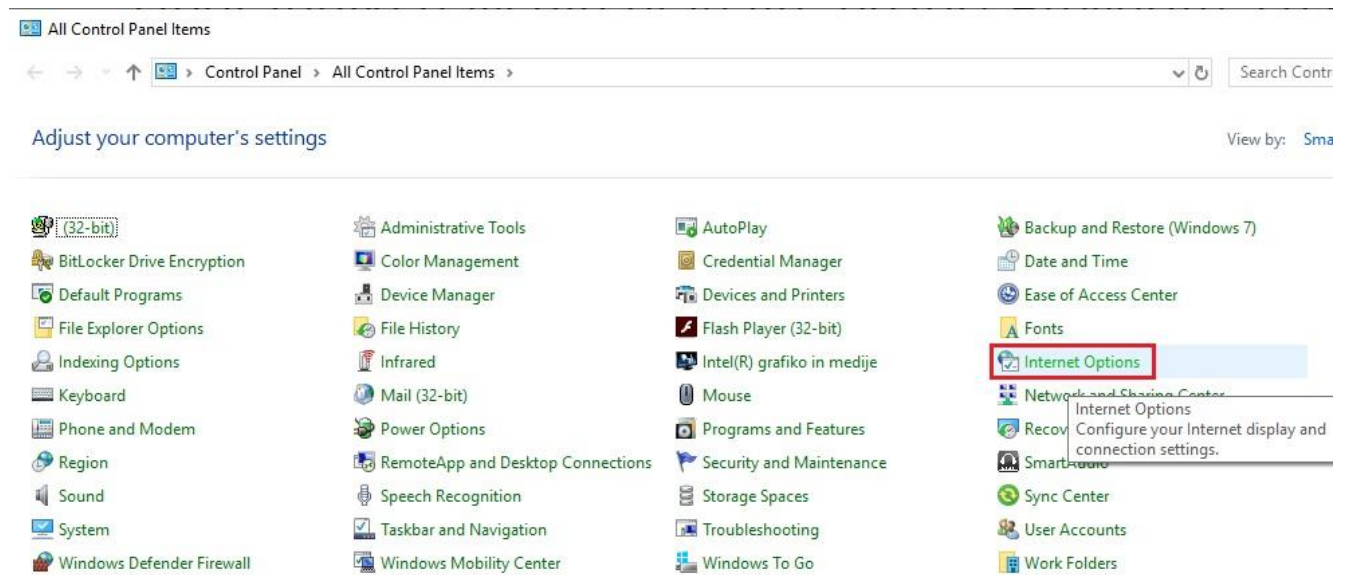 All Control Panel Items
Control Panel > All Control Panel Items >
Search Contr
Adjust your computer's settings
View by: Sma
(32-bit) Administrative Tools AutoPlay Backup and Restore (Windows 7)
BitLocker Drive Encryption Color Management Credential Manager Date and Time
Default Programs Device Manager Devices and Printers Ease of Access Center
File Explorer Options File History Flash Player (32-bit) Fonts
Indexing Options Infrared Intel(R) grafiko in medije Internet Options
Keyboard Mail (32-bit) Mouse Network and Sharing Center
Internet Options
Phone and Modem Power Options Programs and Features Recov
Configure your Internet display and
connection settings.
Region RemoteApp and Desktop Connections Security and Maintenance SmartAudio
Sound Speech Recognition Storage Spaces Sync Center
System Taskbar and Navigation Troubleshooting User Accounts
Windows Defender Firewall Windows Mobility Center Windows To Go Work Folders